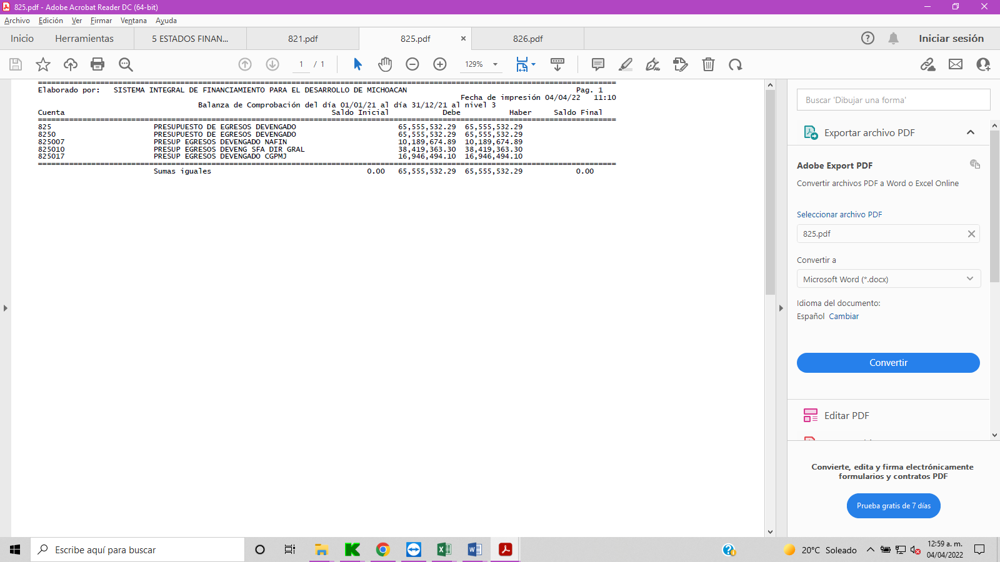 825.pdf - Adobe Acrobat Reader DC (64-bit)
Archivo Edición Ver Firmar Ventana Ayuda
Inicio Herramientas 5 ESTADOS FINAN... 821.pdf 825.pdf 826.pdf Iniciar sesión
1 / 1 129%
Elaborado por: SISTEMA INTEGRAL DE FINANCIAMIENTO PARA EL DESARROLLO DE MICHOACAN Pag. 1
Fecha de impresión 04/04/22 11:10
Balanza de Comprobación del día 01/01/21 al día 31/12/21 al nivel 3
Cuenta Saldo Inicial Debe Haber Saldo Final
825 PRESUPUESTO DE EGRESOS DEVENGADO 65,555,532.29 65,555,532.29
8250 PRESUPUESTO DE EGRESOS DEVENGADO 65,555,532.29 65,555,532.29
825007 PRESUP EGRESOS DEVENGADO NAFIN 10,189,674.89 10,189,674.89
825010 PRESUP EGRESOS DEVENG SFA DIR GRAL 38,419,363.30 38,419,363.30
825017 PRESUP EGRESOS DEVENGADO CGPMJ 16,946,494.10 16,946,494.10
Sumas iguales 0.00 65,555,532.29 65,555,532.29 0.00
Buscar 'Dibujar una forma'
Exportar archivo PDF
Adobe Export PDF
Convertir archivos PDF a Word o Excel Online
Seleccionar archivo PDF
825.pdf
Convertir a
Microsoft Word (*.docx)
Idioma del documento:
Español Cambiar
Convertir
Editar PDF
Convierte, edita y firma electrónicamente
formularios y contratos PDF
Prueba gratis de 7 días
Escribe aquí para buscar
20°C Soleado
12:59 a. m.
04/04/2022